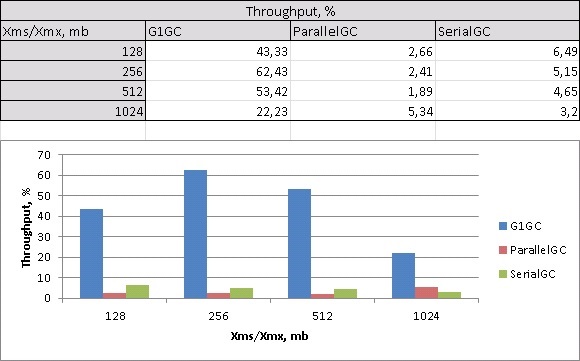 Throughput, %
Xms/Xmx, mb G1GC ParallelGC SerialGC
128 43,33 2,66 6,49
256 62,43 2,41 5,15
512 53,42 1,89 4,65
1024 22,23 5,34 3,2
70
60
50
40
30
20
10
0
Throughput, %
128 256 512 1024
Xms/Xmx, mb
G1GC
ParallelGC
SerialGC